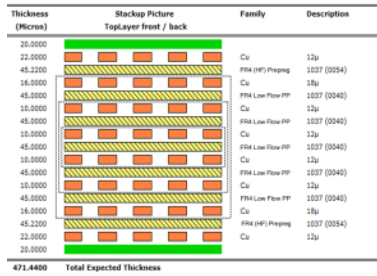 Thickness Stackup Picture Family Description
(Micron) TopLayer front / back
20.0000
22.0000 Cu 12µ
45.2200 FR4 (HF) Prepreg 1037 (0054)
16.0000 Cu 18µ
45.0000 FR4 Low Flow PP 1037 (0040)
10.0000 Cu 12µ
45.0000 FR4 Low Flow PP 1037 (0040)
10.0000 Cu 12µ
45.0000 FR4 Low Flow PP 1037 (0040)
10.0000 Cu 12µ
45.0000 FR4 Low Flow PP 1037 (0040)
10.0000 Cu 12µ
45.0000 FR4 Low Flow PP 1037 (0040)
16.0000 Cu 18µ
45.2200 FR4 (HF) Prepreg 1037 (0054)
22.0000 Cu 12µ
20.0000
471.4400 Total Expected Thickness